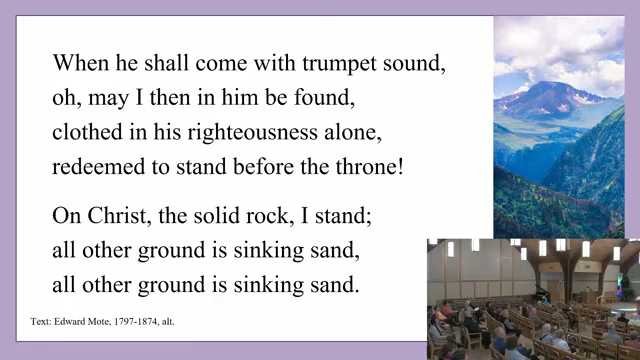 When he shall come with trumpet sound,
oh, may I then in him be found,
clothed in his righteousness alone,
redeemed to stand before the throne!
On Christ, the solid rock, I stand;
all other ground is sinking sand,
all other ground is sinking sand.
Text: Edward Mote, 1797-1874, alt.